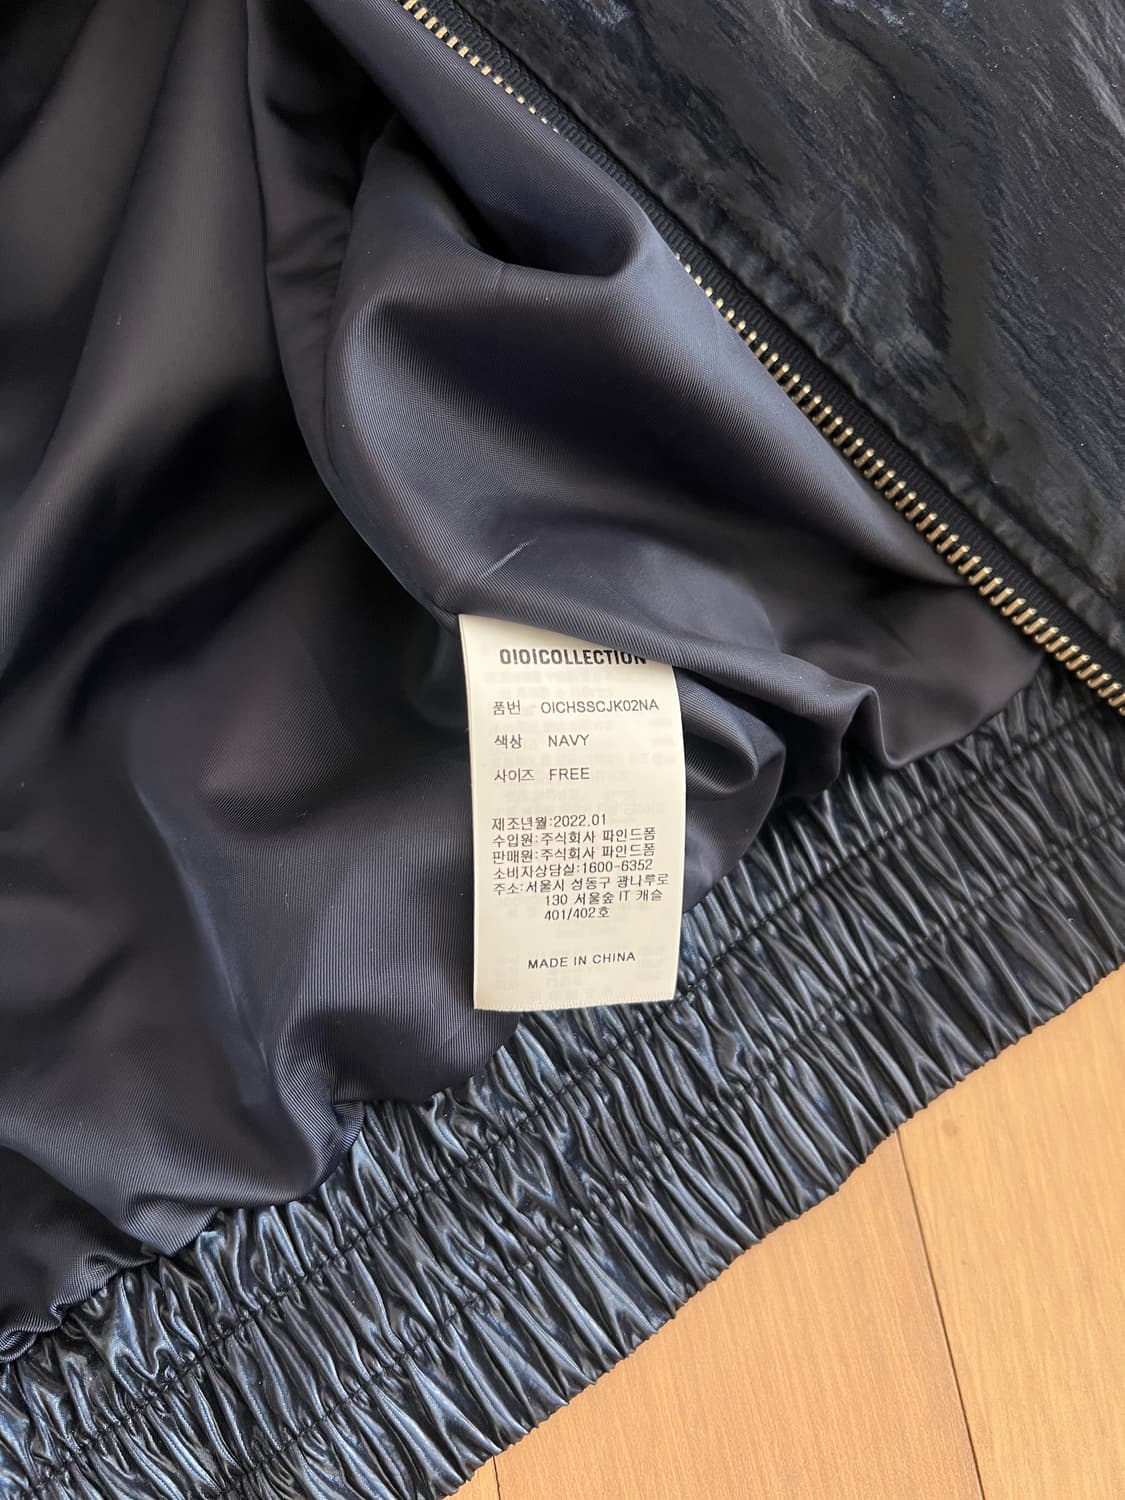 OIOICOLLECTION
품번 OICHSSCJK02NA
색상 NAVY
사이즈 FREE
제조년월:2022.01
수입원:주식회사 파인드폼
판매원:주식회사 파인드폼
소비자상담실:1600-6352
주소:서울시 성동구 광나루로
130 서울숲 IT 캐슬
401/402호
MADE IN CHINA